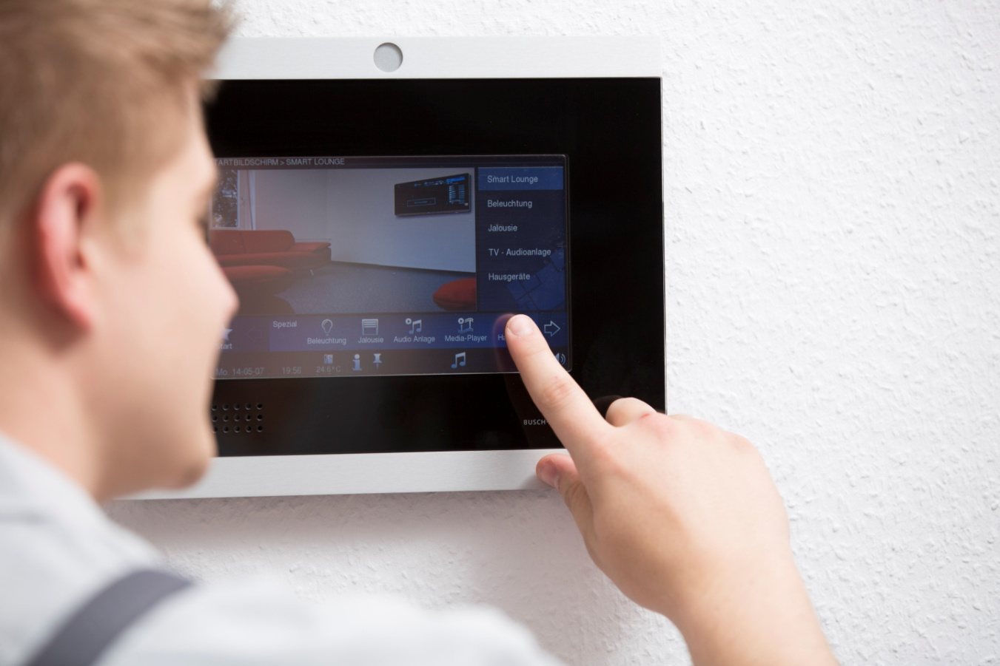 TARTBILDSCHIRM > SMART LOUNGE
Smart Lounge
Beleuchtung
Jalousie
TV - Audioanlage
Hausgeräte
Spezial
Beleuchtung
Jalousie
Audio Anlage
Media-Player
Mo. 14-05-07
19:56
24.6°C
BUSCH